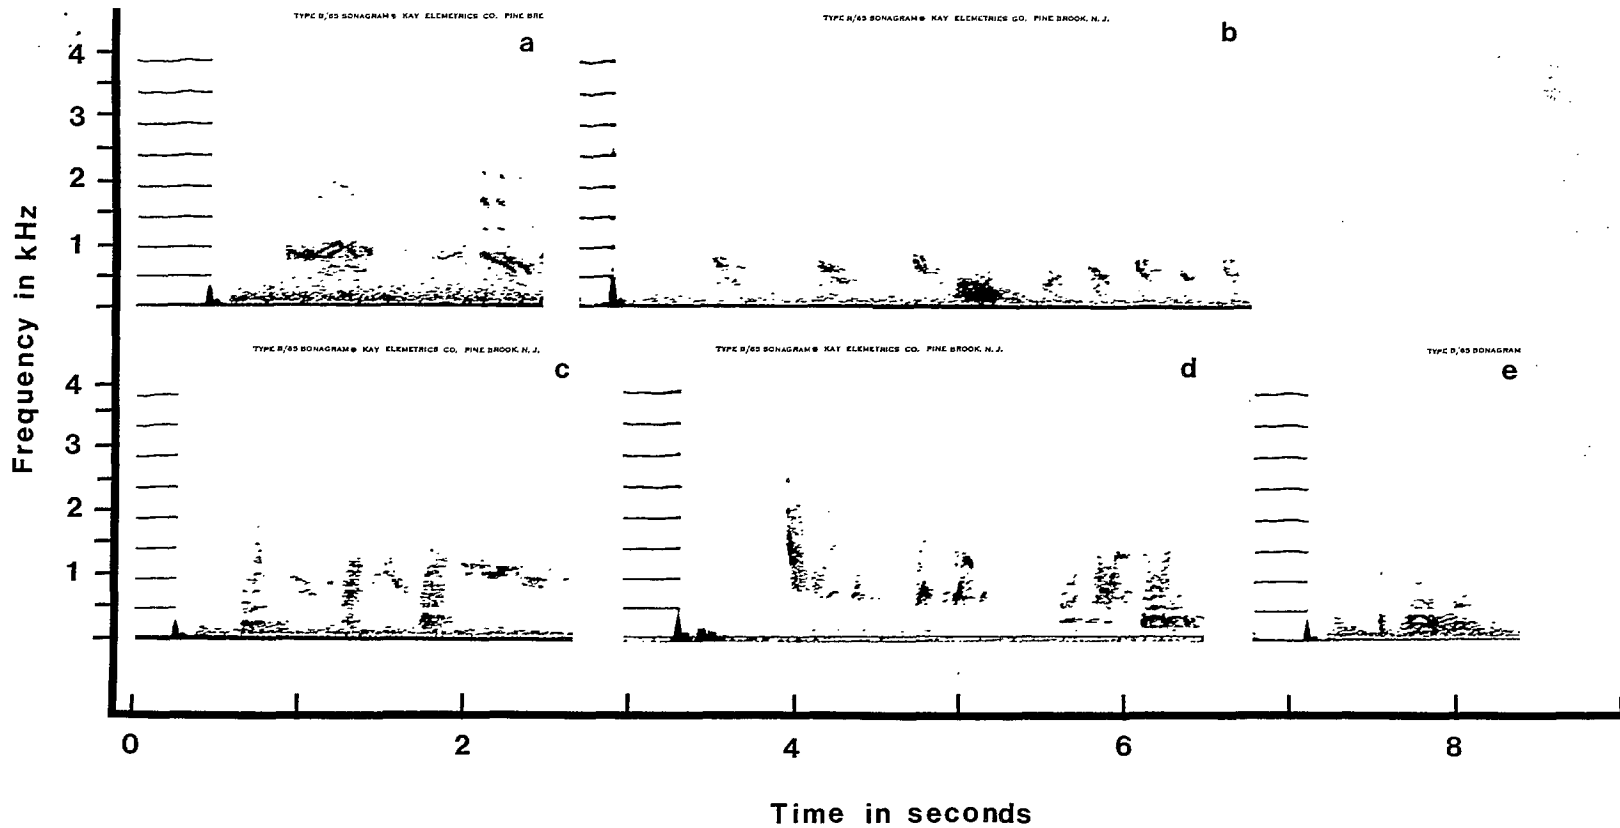 TYPE B/65 SONAGRAM ® KAY ELEMETRICS CO. PINE BRE
TYPE B/65 SONAGRAM ® KAY ELEMETRICS CO. PINE BROOK, N. J.
a
b
4
3
2
1
TYPE B/65 SONAGRAM ® KAY ELEMETRICS CO. PINE BROOK, N. J.
TYPE B/65 SONAGRAM ® KAY ELEMETRICS CO. PINE BROOK, N. J.
TYPE B/65 SONAGRAM
c
d
e
4
3
2
1
Frequency in kHz
0 2 4 6 8
Time in seconds